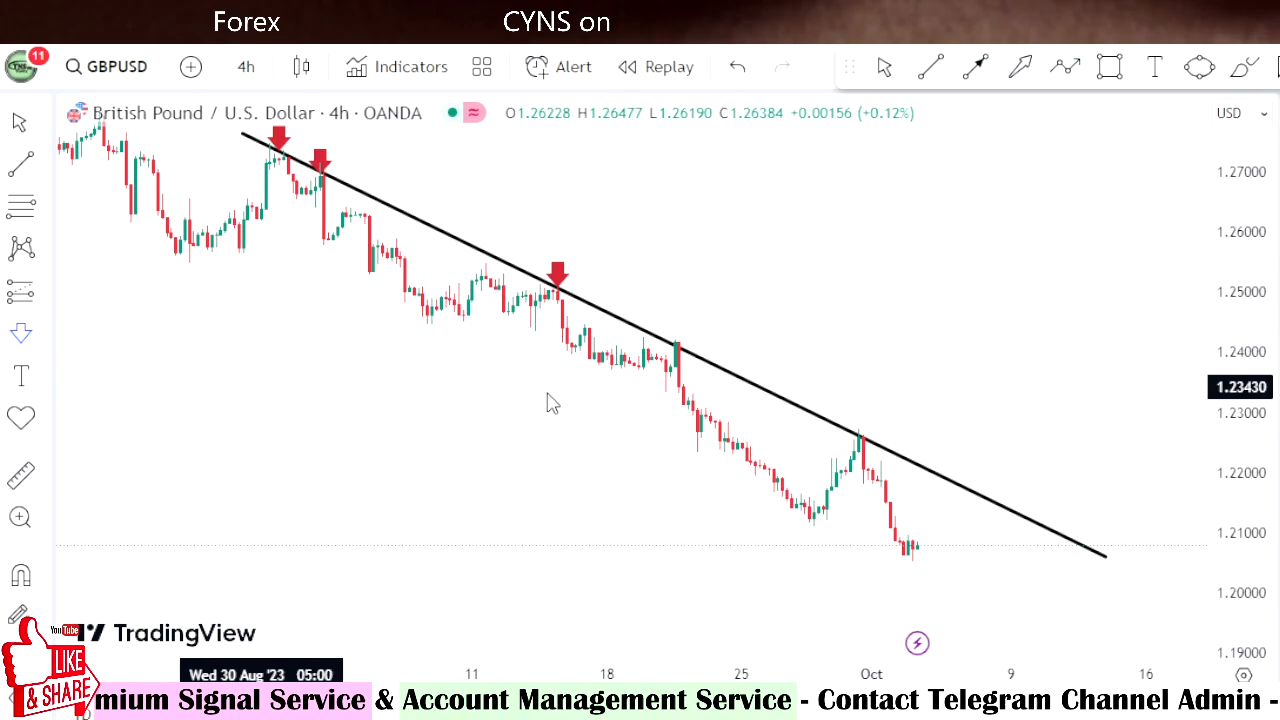 Forex CYNS on
11 GBPUSD 4h Indicators Alert Replay T
British Pound / U.S. Dollar · 4h · OANDA O1.26228 H1.26477 L1.26190 C1.26384 +0.00156 (+0.12%) USD
1.27000
1.26000
1.25000
1.24000
1.23430
1.23000
1.22000
1.21000
1.20000
1.19000
TradingView
YouTube
LIKE
& SHARE
Wed 30 Aug '23 05:00 11 18 25 Oct 9 16
mium Signal Service & Account Management Service - Contact Telegram Channel Admin -